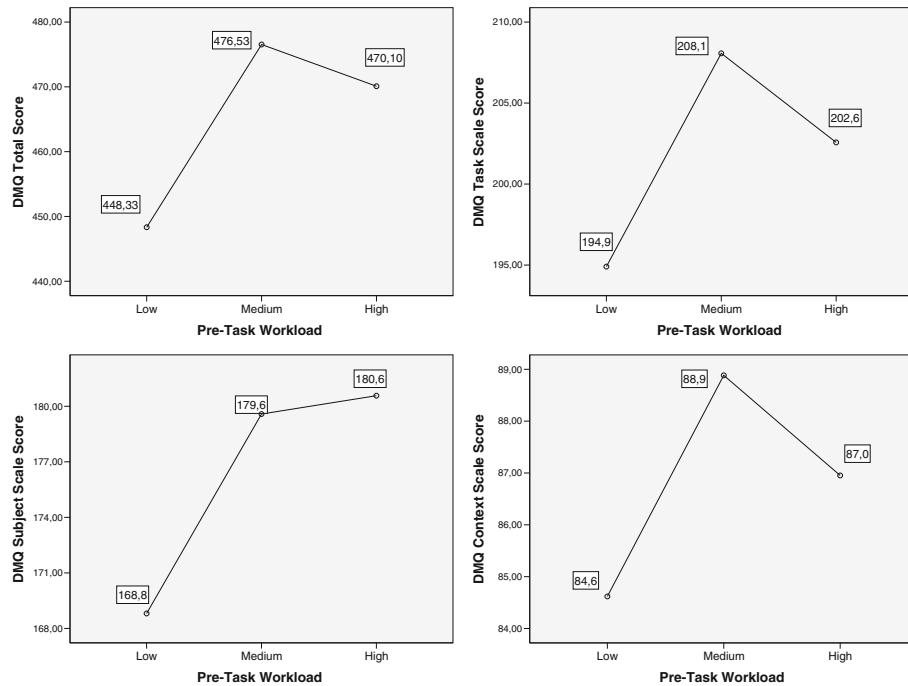 DMQ Total Score
480,00
470,00
460,00
450,00
440,00
448,33
476,53
470,10
Low
Medium
High
Pre-Task Workload
DMQ Task Scale Score
210,00
205,00
200,00
195,00
194,9
208,1
202,6
Low
Medium
High
Pre-Task Workload
DMQ Subject Scale Score
180,00
177,00
174,00
171,00
168,00
168,8
179,6
180,6
Low
Medium
High
Pre-Task Workload
DMQ Context Scale Score
89,00
88,00
87,00
86,00
85,00
84,00
84,6
88,9
87,0
Low
Medium
High
Pre-Task Workload